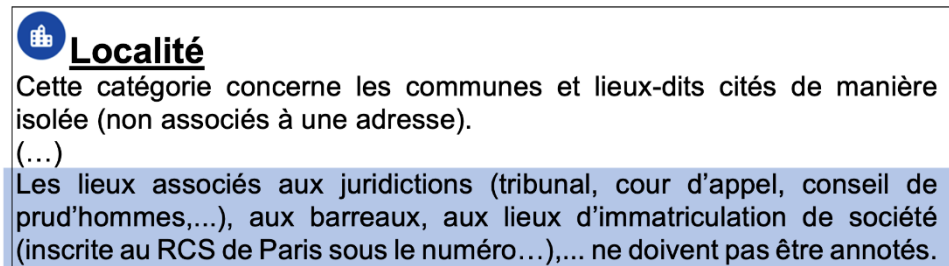 Localité
Cette catégorie concerne les communes et lieux-dits cités de manière
isolée (non associés à une adresse).
(…)
Les lieux associés aux juridictions (tribunal, cour d’appel, conseil de
prud’hommes,...), aux barreaux, aux lieux d’immatriculation de société
(inscrite au RCS de Paris sous le numéro…),... ne doivent pas être annotés.